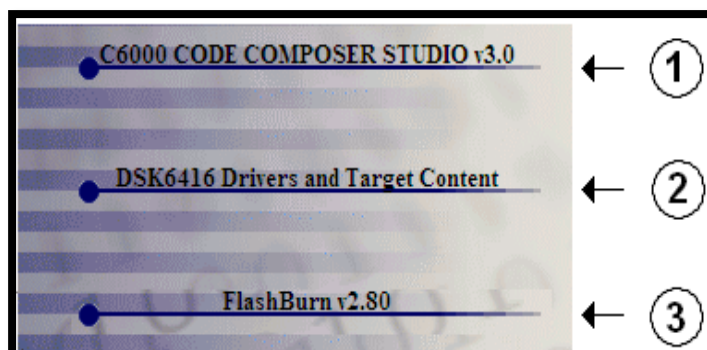 C6000 CODE COMPOSER STUDIO v3.0
1
DSK6416 Drivers and Target Content
2
FlashBurn v2.80
3